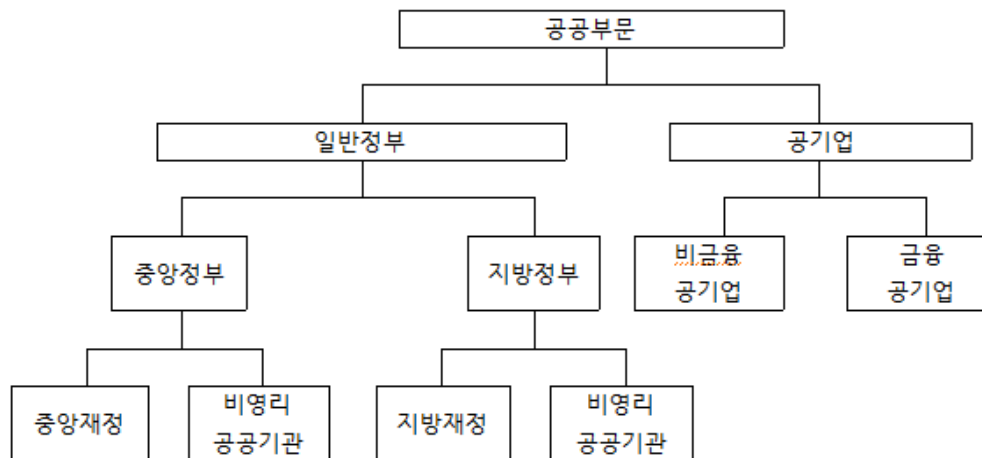 공공부문
일반정부
공기업
중앙정부
지방정부
비금융
공기업
금융
공기업
중앙재정
비영리
공공기관
지방재정
비영리
공공기관